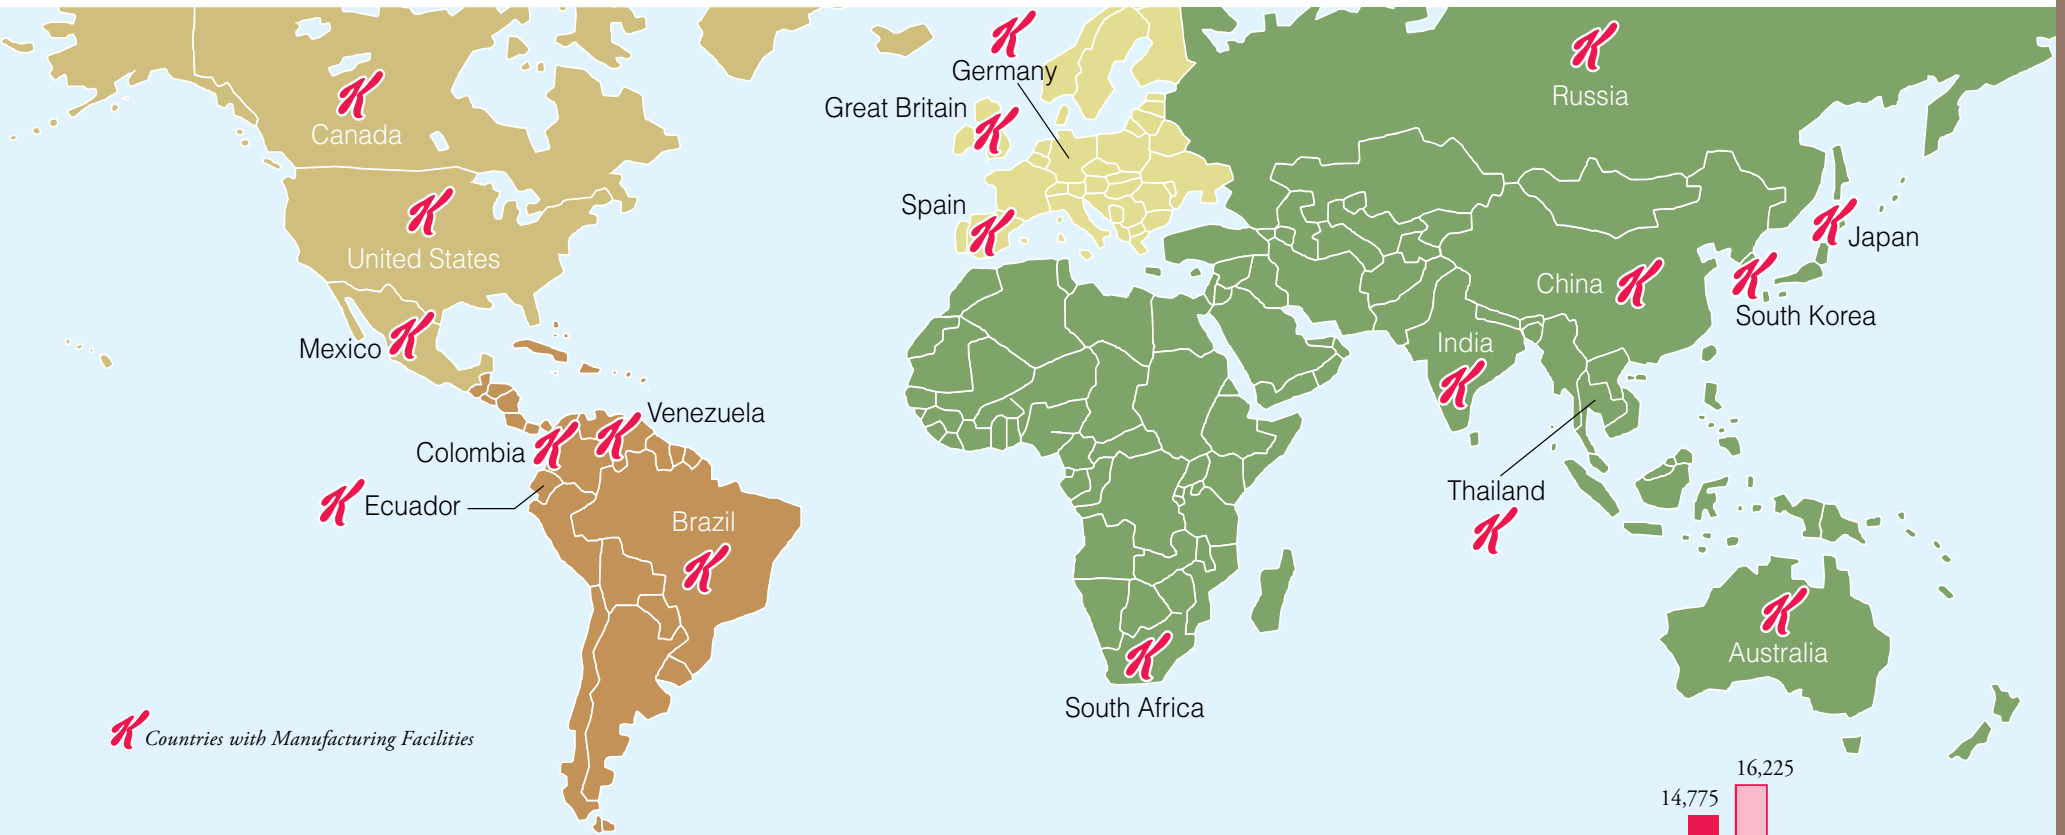 Germany
Great Britain
Russia
Canada
Spain
United States
Japan
China
South Korea
Mexico
India
Venezuela
Colombia
Thailand
Ecuador
Brazil
Australia
South Africa
K Countries with Manufacturing Facilities
16,225
14,775